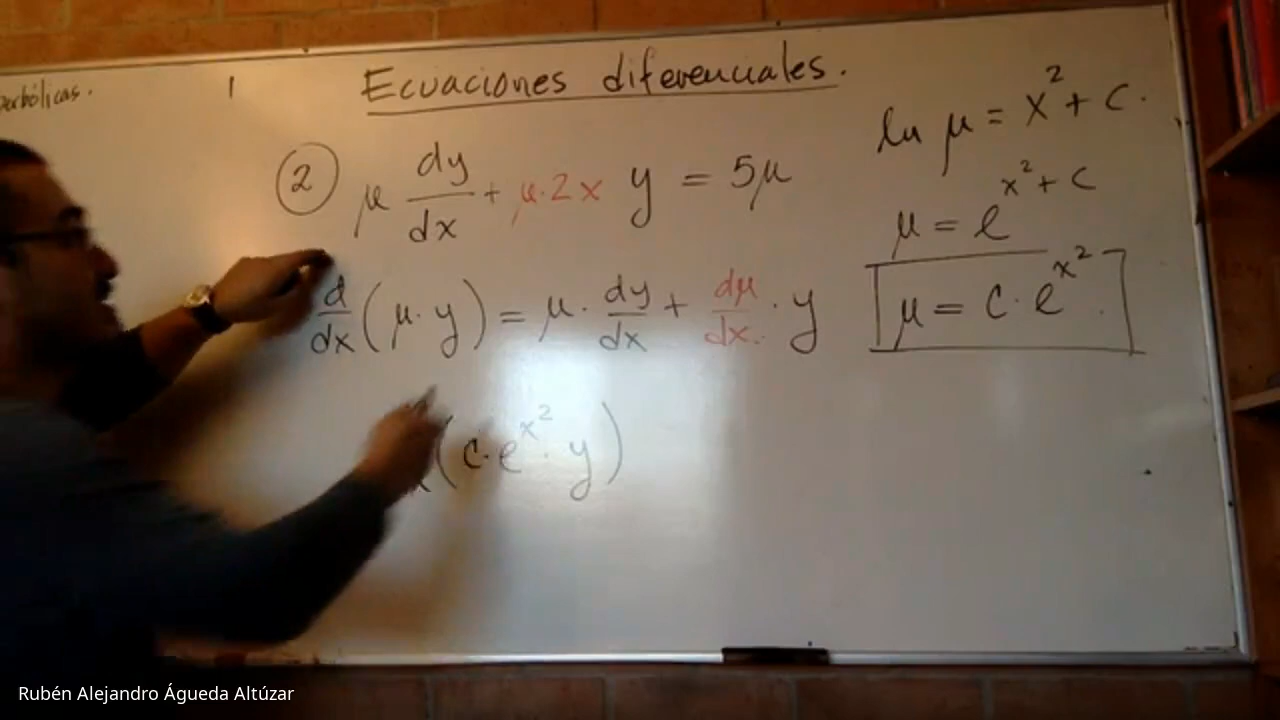 1
Ecuaciones diferenciales.
2 μ dy/dx + μ·2x y = 5μ
d/dx (μ·y) = μ· dy/dx + dμ/dx · y
(c·e^x² · y)
ln μ = x² + c.
μ = e^x²+c
μ = c·e^x².
Rubén Alejandro Águeda Altúzar